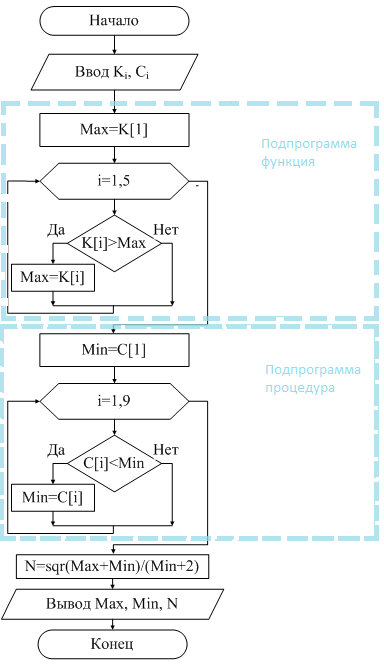 Начало
Ввод Ki, Ci
Max=K[1]
Подпрограмма
функция
i=1,5
Да
Нет
K[i]>Max
Max=K[i]
Min=C[1]
Подпрограмма
процедура
i=1,9
Да
Нет
C[i]<Min
Min=C[i]
N=sqr(Max+Min)/(Min+2)
Вывод Max, Min, N
Конец